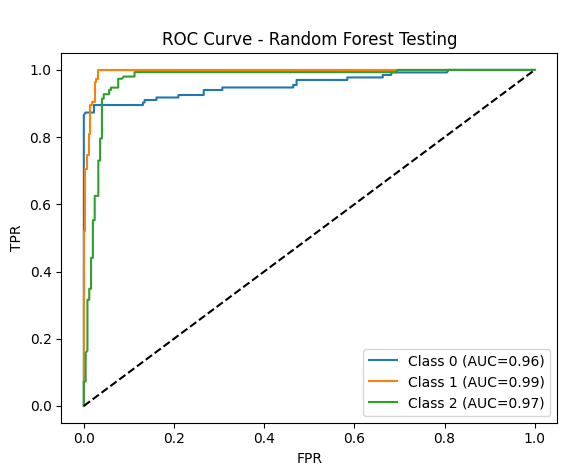 ROC Curve - Random Forest Testing
1.0
0.8
0.6
0.4
0.2
0.0
TPR
0.0 0.2 0.4 0.6 0.8 1.0
FPR
Class 0 (AUC=0.96)
Class 1 (AUC=0.99)
Class 2 (AUC=0.97)